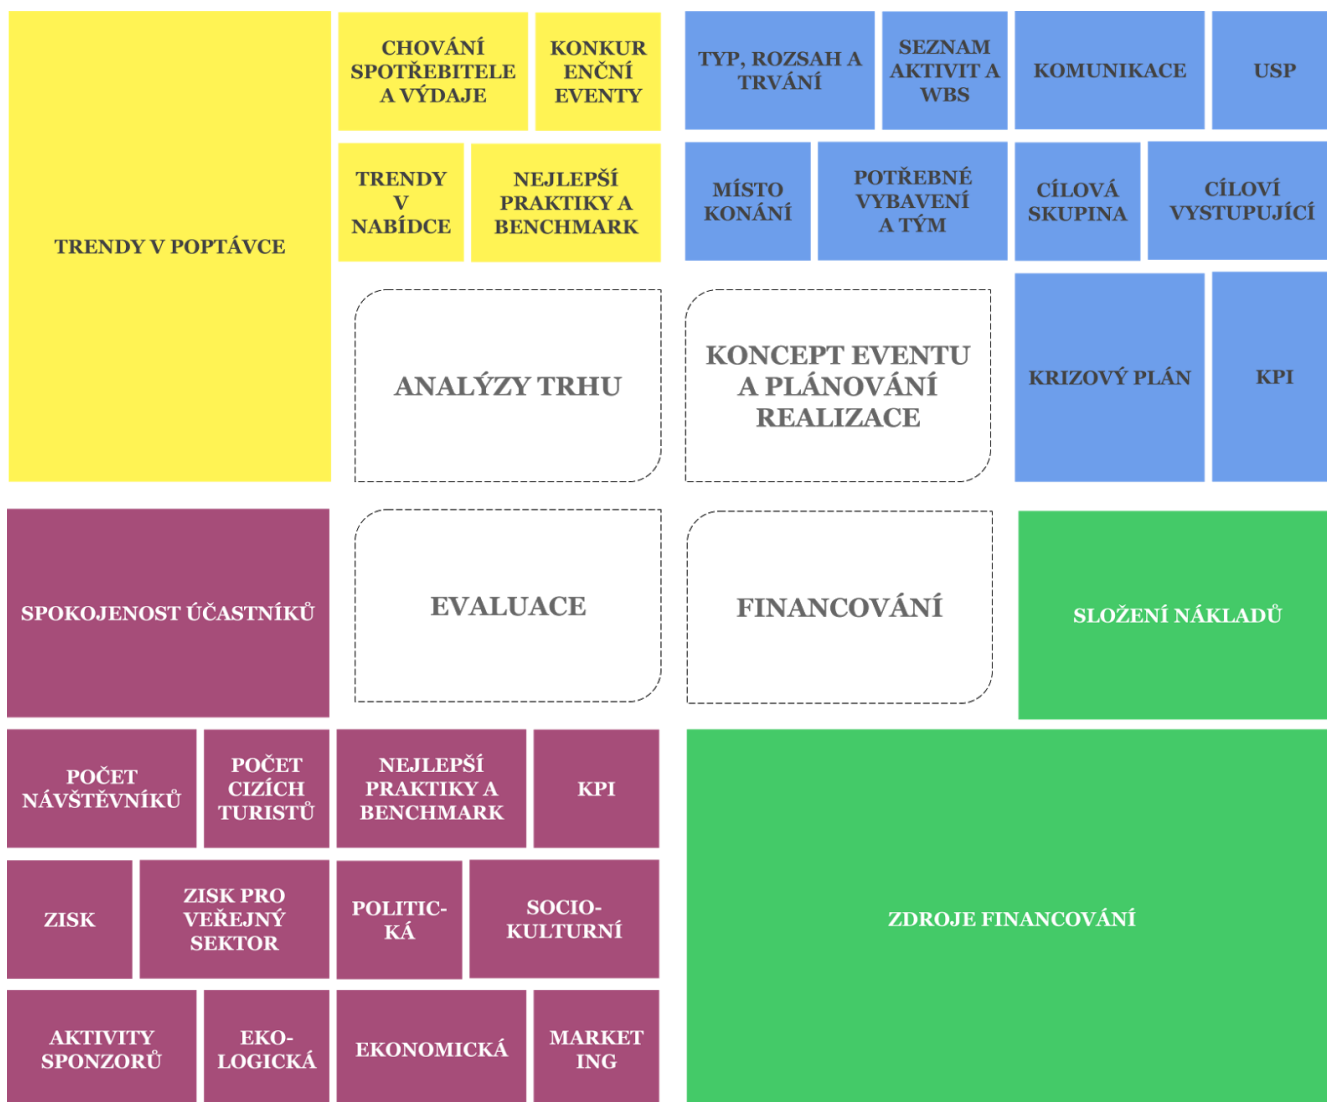 TRENDY V POPTÁVCE
CHOVÁNÍ
SPOTŘEBITELE
A VÝDAJE
KONKUR
ENČNÍ
EVENTY
TRENDY
V
NABÍDCE
NEJLEPŠÍ
PRAKTIKY A
BENCHMARK
ANALÝZY TRHU
TYP, ROZSAH A
TRVÁNÍ
SEZNAM
AKTIVIT A
WBS
KOMUNIKACE
USP
MÍSTO
KONÁNÍ
POTŘEBNÉ
VYBAVENÍ
A TÝM
CÍLOVÁ
SKUPINA
CÍLOVÍ
VYSTUPUJÍCÍ
KONCEPT EVENTU
A PLÁNOVÁNÍ
REALIZACE
KRIZOVÝ PLÁN
KPI
SPOKOJENOST ÚČASTNÍKŮ
EVALUACE
POČET
NÁVŠTĚVNÍKŮ
POČET
CIZÍCH
TURISTŮ
NEJLEPŠÍ
PRAKTIKY A
BENCHMARK
KPI
ZISK
ZISK PRO
VEŘEJNÝ
SEKTOR
POLITIC-
KÁ
SOCIO-
KULTURNÍ
AKTIVITY
SPONZORŮ
EKO-
LOGICKÁ
EKONOMICKÁ
MARKET
ING
FINANCOVÁNÍ
SLOŽENÍ NÁKLADŮ
ZDROJE FINANCOVÁNÍ